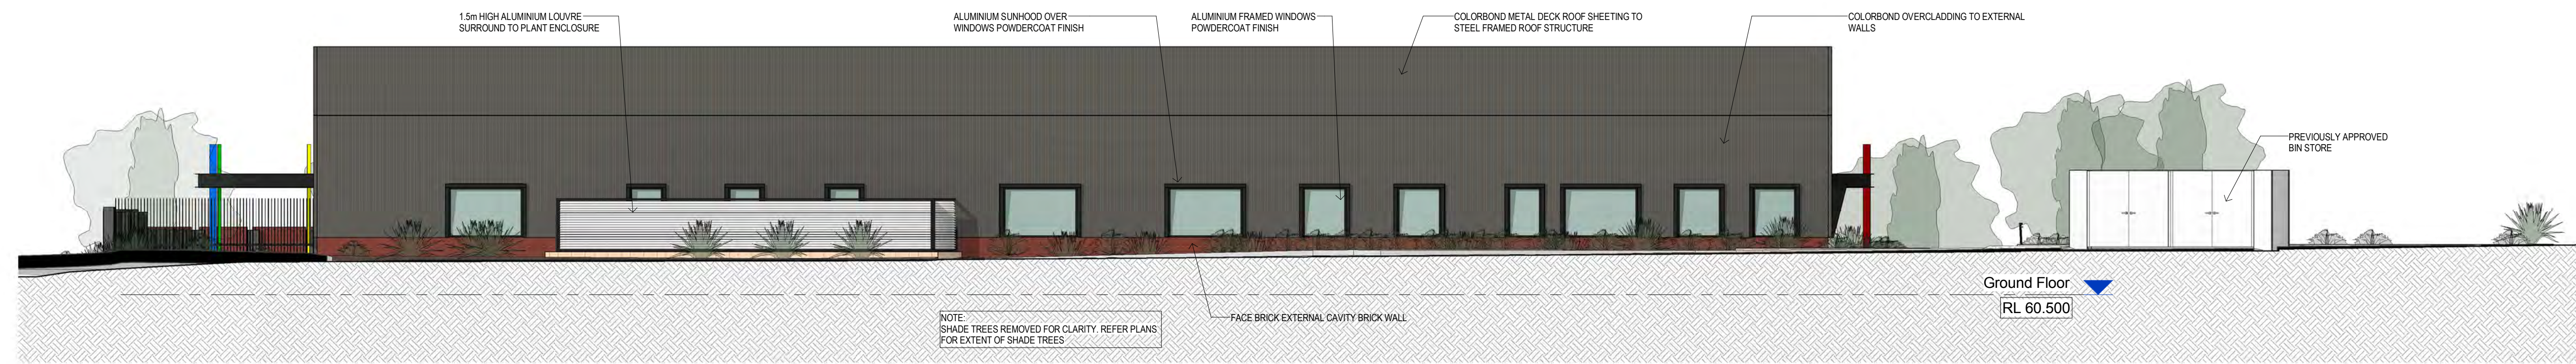 1.5m HIGH ALUMINIUM LOUVRE
SURROUND TO PLANT ENCLOSURE
ALUMINIUM SUNHOOD OVER
WINDOWS POWDERCOAT FINISH
ALUMINIUM FRAMED WINDOWS
POWDERCOAT FINISH
COLORBOND METAL DECK ROOF SHEETING TO
STEEL FRAMED ROOF STRUCTURE
COLORBOND OVERCLADDING TO EXTERNAL
WALLS
PREVIOUSLY APPROVED
BIN STORE
Ground Floor
RL 60.500
NOTE:
SHADE TREES REMOVED FOR CLARITY. REFER PLANS
FOR EXTENT OF SHADE TREES
FACE BRICK EXTERNAL CAVITY BRICK WALL